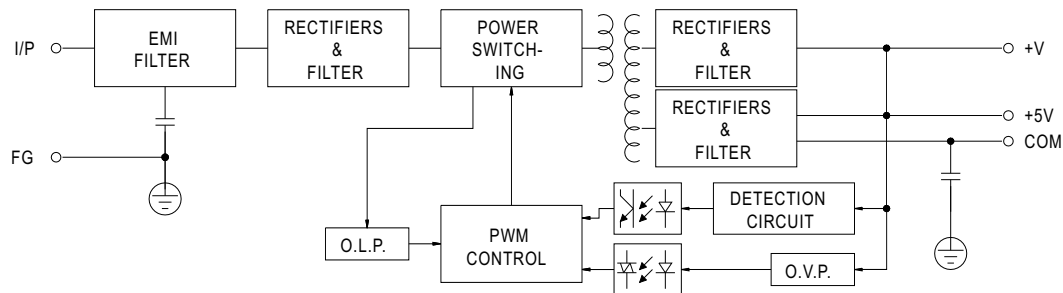 I/P
EMI
FILTER
RECTIFIERS
&
FILTER
POWER
SWITCH-
ING
RECTIFIERS
&
FILTER
+V
RECTIFIERS
&
FILTER
+5V
COM
FG
DETECTION
CIRCUIT
O.L.P.
PWM
CONTROL
O.V.P.